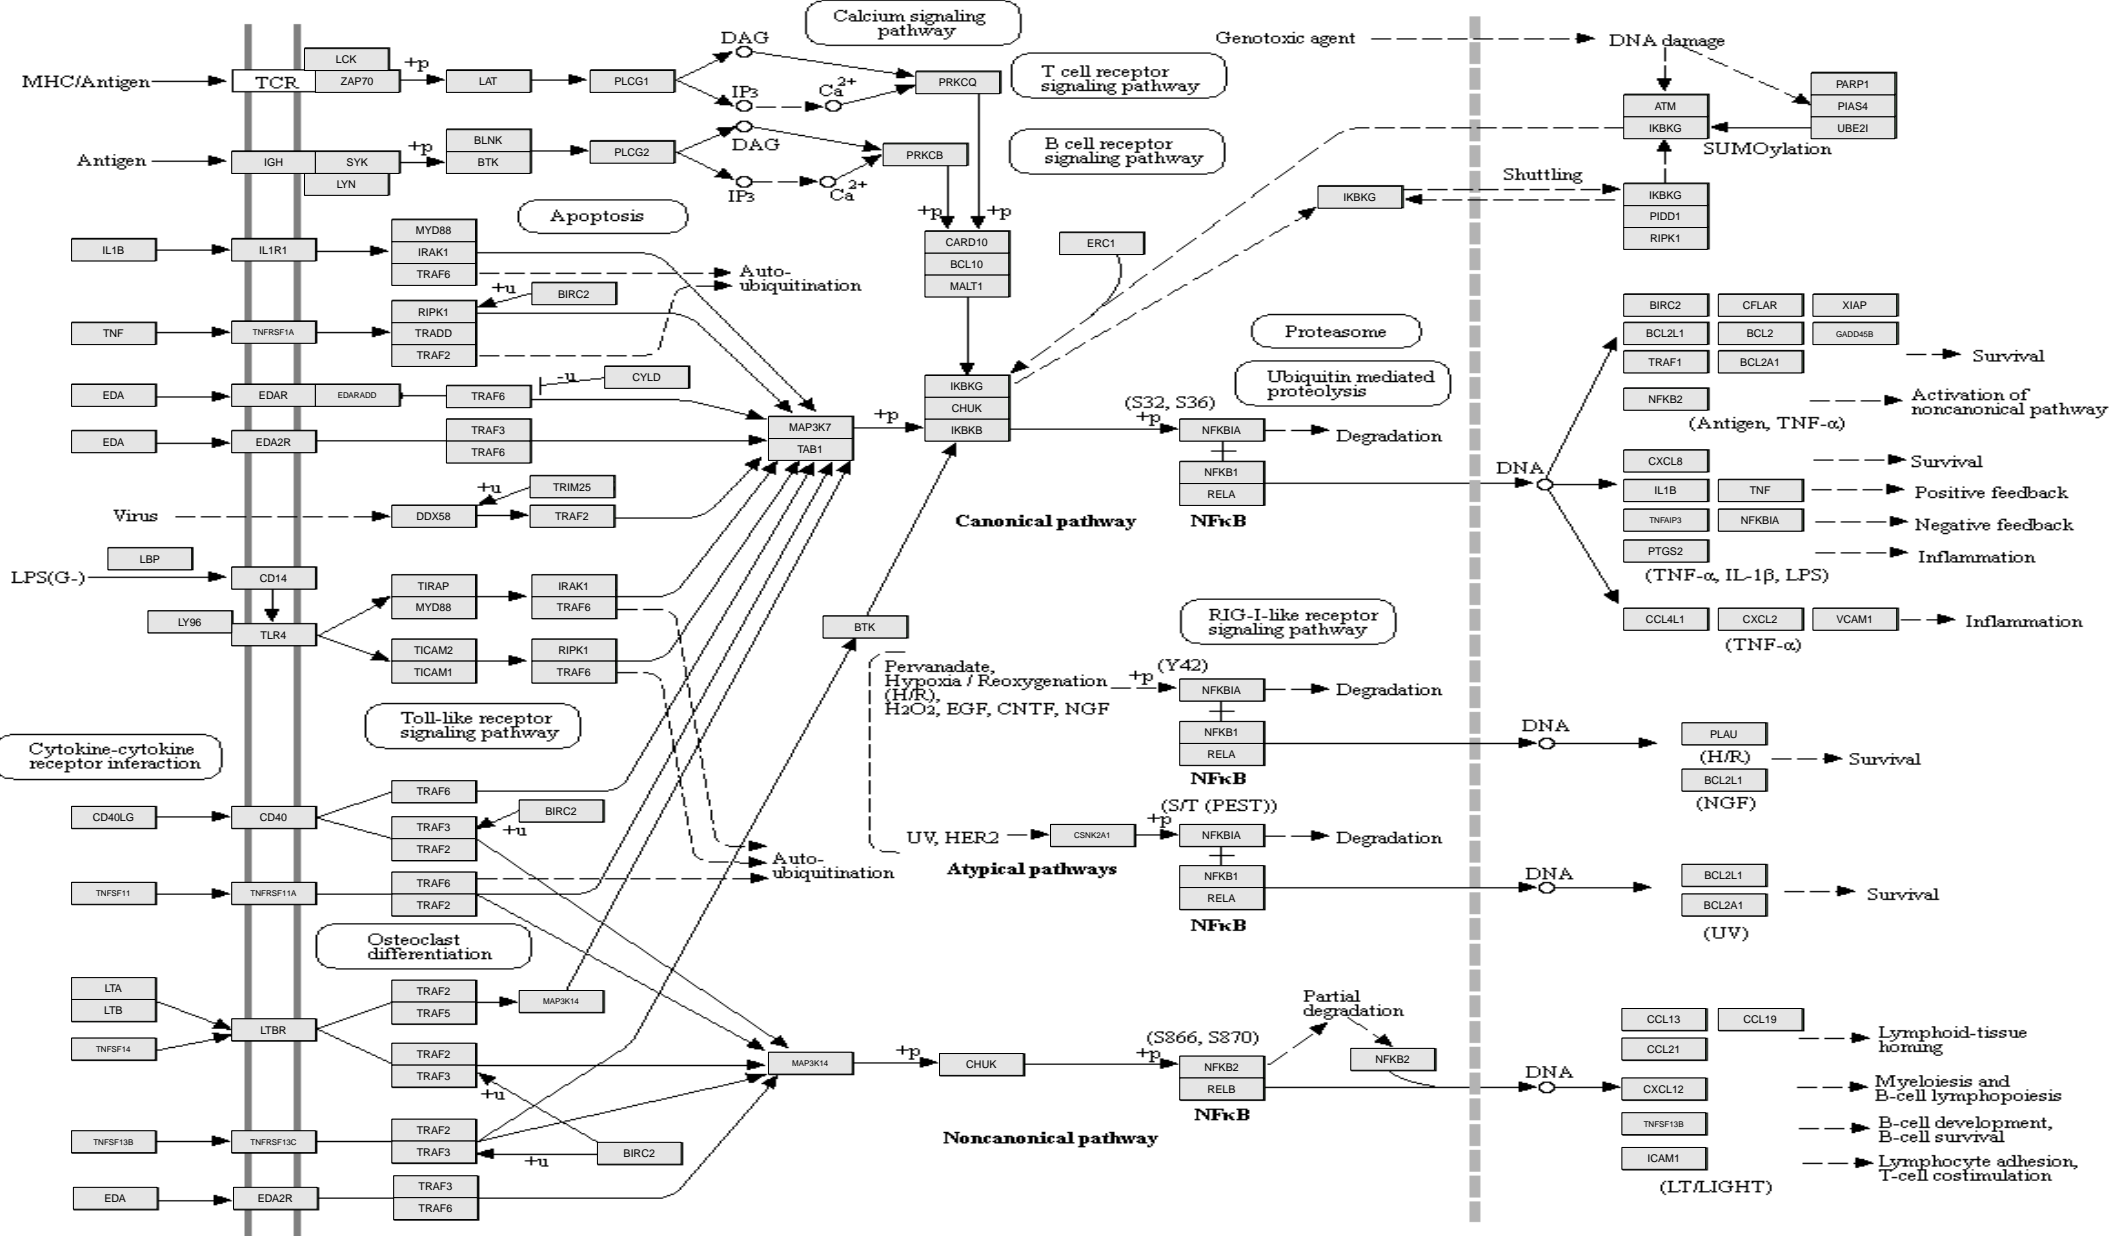 Calcium signaling
pathway
DAG
Genotoxic agent
DNA damage
LCK
+p
MHC/Antigen
TCR
ZAP70
LAT
PLCG1
PRKCQ
T cell receptor
signaling pathway
PARP1
IP3
Ca
2+
ATM
PIAS4
IKBKG
UBE2I
SUMOylation
BLNK
DAG
B cell receptor
signaling pathway
Antigen
IGH
SYK
+p
BTK
PLCG2
PRKCB
LYN
IP3
Ca
2+
Shuttling
IKBKG
IKBKG
PIDD1
RIPK1
Apoptosis
+p
+p
MYD88
IL1B
IL1R1
IRAK1
TRAF6
CARD10
BCL10
MALT1
ERC1
Auto-
ubiquitination
+u
BIRC2
RIPK1
TNF
TNFRSF1A
TRADD
TRAF2
BIRC2
CFLAR
XIAP
Proteasome
BCL2L1
BCL2
GADD45B
TRAF1
BCL2A1
Survival
-u
CYLD
Ubiquitin mediated
proteolysis
EDA
EDAR
EDARADD
TRAF6
IKBKG
CHUK
IKBKB
(S32, S36)
+p
NFKB2
Activation of
noncanonical pathway
(Antigen, TNF-α)
EDA
EDA2R
TRAF3
TRAF6
MAP3K7
TAB1
+p
NFKBIA
Degradation
NFKB1
RELA
DNA
CXCL8
Survival
+u
TRIM25
IL1B
TNF
Positive feedback
Virus
DDX58
TRAF2
Canonical pathway
NFκB
TNFAIP3
NFKBIA
Negative feedback
LBP
PTGS2
Inflammation
LPS(G-)
CD14
(TNF-α, IL-1β, LPS)
TIRAP
MYD88
IRAK1
TRAF6
LY96
TLR4
BTK
RIG-I-like receptor
signaling pathway
CCL4L1
CXCL2
VCAM1
Inflammation
(TNF-α)
TICAM2
TICAM1
RIPK1
TRAF6
Pervanadate,
Hypoxia / Reoxygenation
(H/R),
H2O2, EGF, CNTF, NGF
+p
(Y42)
NFKBIA
Degradation
Toll-like receptor
signaling pathway
NFKB1
RELA
NFκB
DNA
PLAU
(H/R)
Survival
BCL2L1
(NGF)
Cytokine-cytokine
receptor interaction
TRAF6
CD40LG
CD40
BIRC2
+u
TRAF3
TRAF2
(S/T (PEST))
+p
UV, HER2
CSNK2A1
NFKBIA
Degradation
Auto-
ubiquitination
Atypical pathways
NFKB1
RELA
NFκB
DNA
BCL2L1
BCL2A1
Survival
(UV)
TNFSF11
TNFRSF11A
TRAF6
TRAF2
Osteoclast
differentiation
LTA
LTB
TNFSF14
LTBR
TRAF2
TRAF5
MAP3K14
Partial
degradation
CCL13
CCL19
CCL21
Lymphoid-tissue
homing
TRAF2
TRAF3
+u
MAP3K14
+p
CHUK
(S866, S870)
+p
NFKB2
RELB
NFκB
NFKB2
DNA
CXCL12
Myeloiesis and
B-cell lymphopoiesis
TNFSF13B
TNFRSF13C
TRAF2
TRAF3
+u
BIRC2
Noncanonical pathway
TNFSF13B
B-cell development,
B-cell survival
ICAM1
Lymphocyte adhesion,
T-cell costimulation
(LT/LIGHT)
EDA
EDA2R
TRAF3
TRAF6